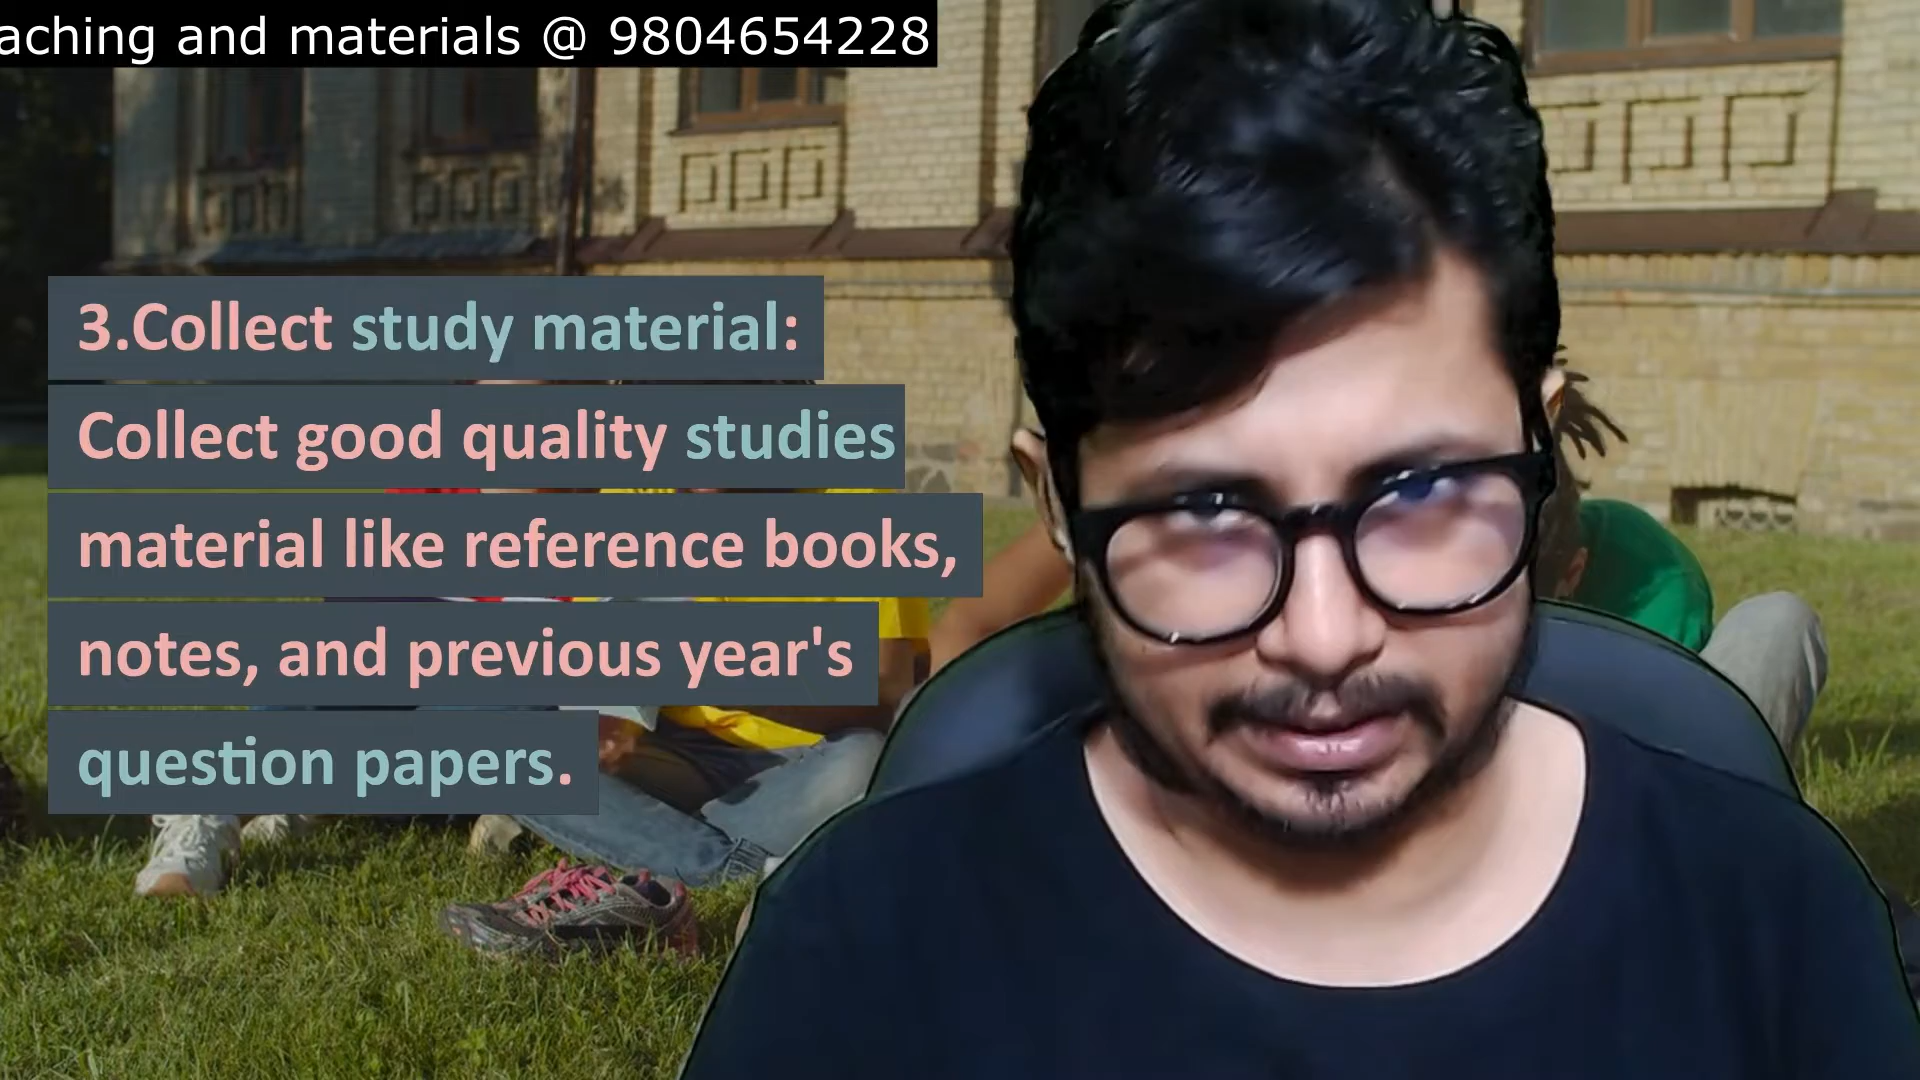 aching and materials @ 9804654228
3.Collect study material:
Collect good quality studies
material like reference books,
notes, and previous year's
question papers.